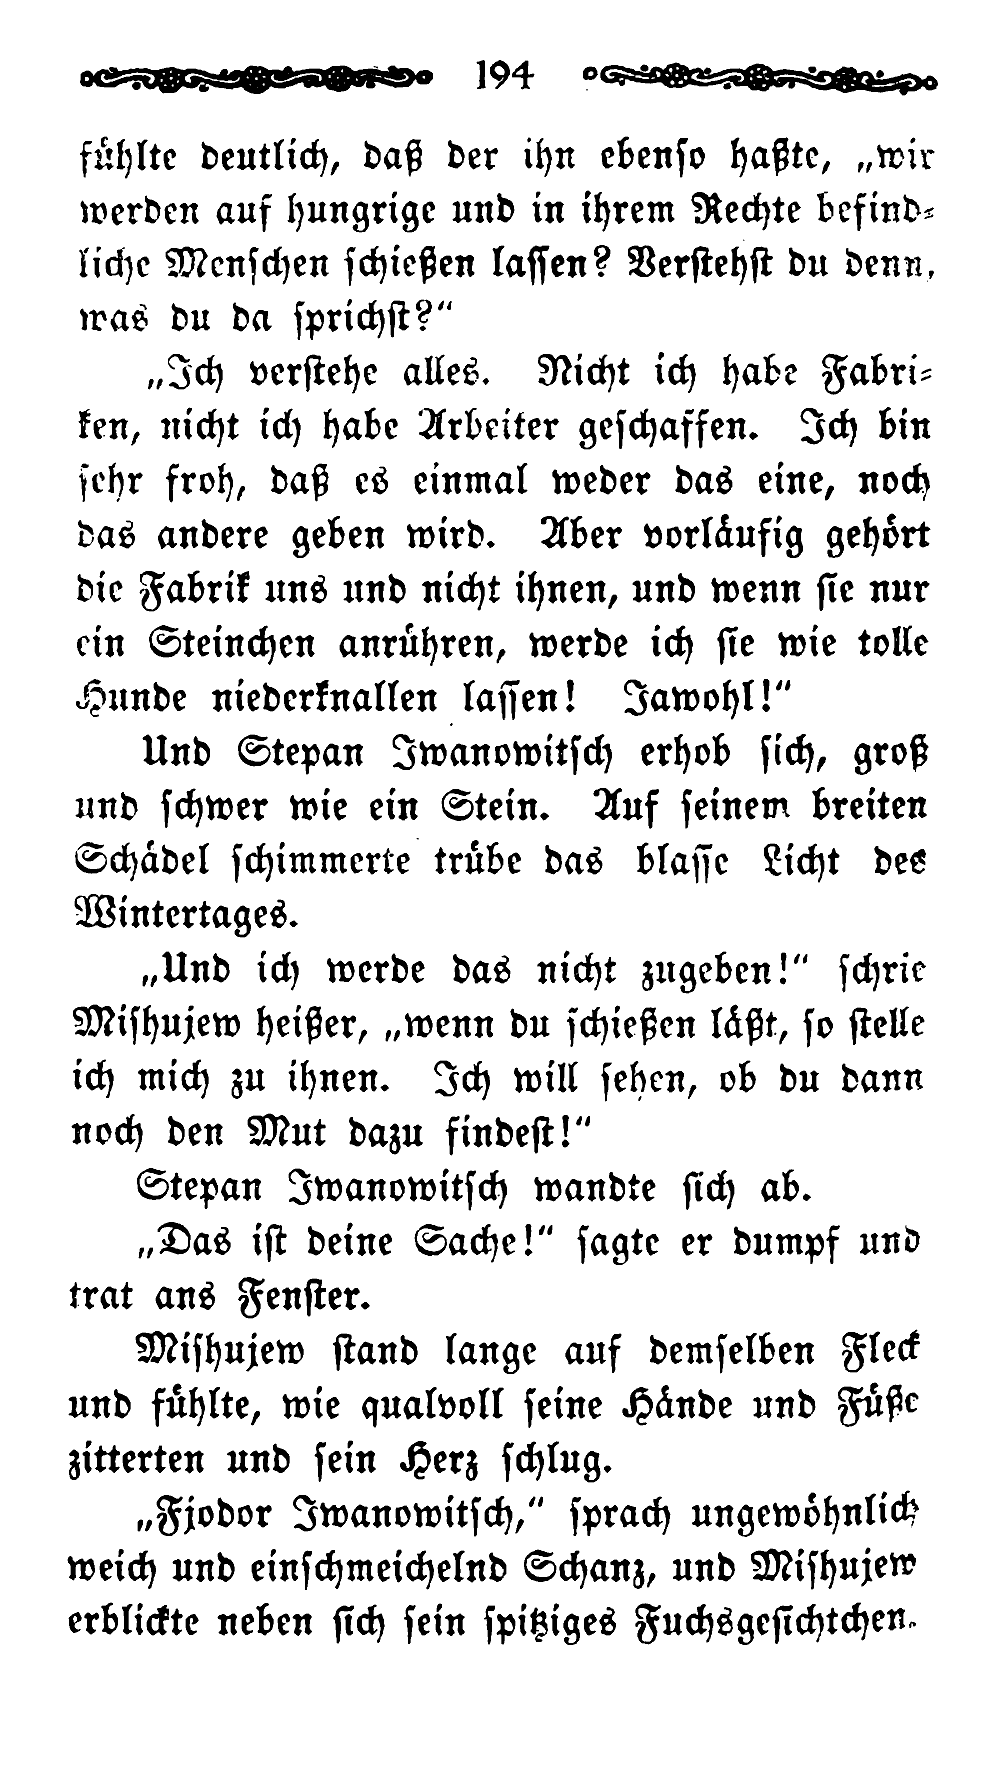 194
fühlte deutlich, daß der ihn ebenso haßte, „wir
werden auf hungrige und in ihrem Rechte befind-
liche Menschen schießen lassen? Verstehst du denn,
was du da sprichst?“
„Ich verstehe alles. Nicht ich habe Fabri-
ken, nicht ich habe Arbeiter geschaffen. Ich bin
sehr froh, daß es einmal weder das eine, noch
das andere geben wird. Aber vorläufig gehört
die Fabrik uns und nicht ihnen, und wenn sie nur
ein Steinchen anrühren, werde ich sie wie tolle
Hunde niederknallen lassen! Jawohl!“
Und Stepan Iwanowitsch erhob sich, groß
und schwer wie ein Stein. Auf seinem breiten
Schädel schimmerte trübe das blasse Licht des
Wintertages.
„Und ich werde das nicht zugeben!“ schrie
Mishujew heißer, „wenn du schießen läßt, so stelle
ich mich zu ihnen. Ich will sehen, ob du dann
noch den Mut dazu findest!“
Stepan Iwanowitsch wandte sich ab.
„Das ist deine Sache!“ sagte er dumpf und
trat ans Fenster.
Mishujew stand lange auf demselben Fleck
und fühlte, wie qualvoll seine Hände und Füße
zitterten und sein Herz schlug.
„Fjodor Iwanowitsch,“ sprach ungewöhnlich
weich und einschmeichelnd Schanz, und Mishujew
erblickte neben sich sein spitziges Fuchsgesichtchen.